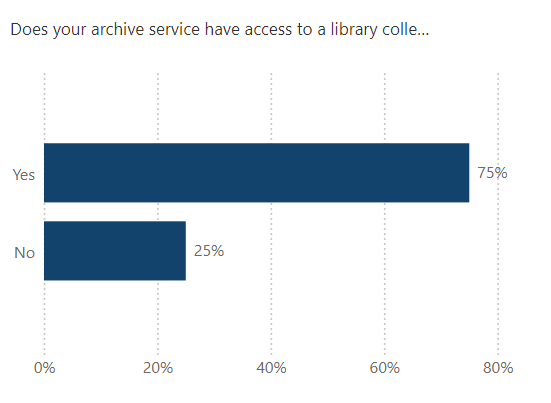 Does your archive service have access to a library colle...
Yes
75%
No
25%
0%
20%
40%
60%
80%